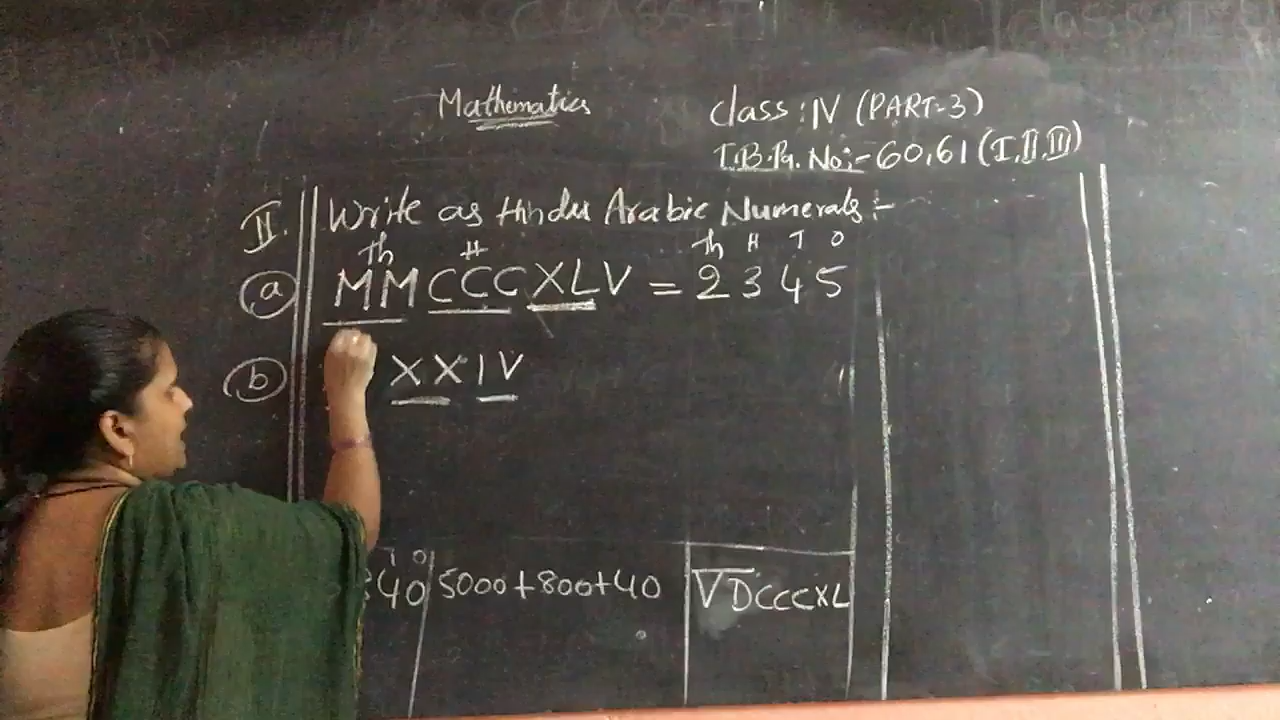 Mathematics
Class: IV (PART-3)
T.B.Pg. No:- 60,61 (I,II,III)
II. Write as Hindu Arabic Numerals :-
Th H Th H T O
(a) MMCCCXLV = 2345
(b) XXIV
T O
40 5000+800+40 V̅DCCCXL